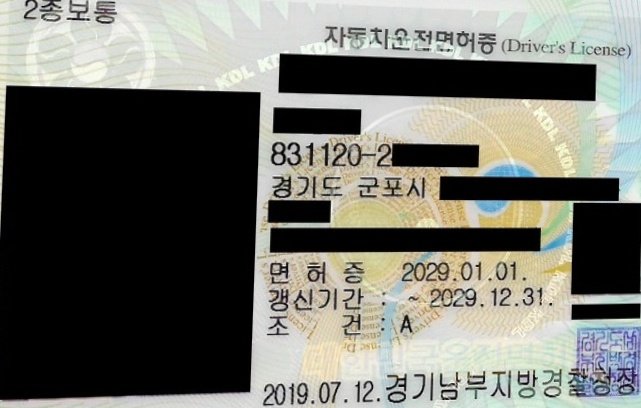 2종보통
자동차운전면허증 (Driver's License)
831120-2
경기도 군포시
면 허 증 2029.01.01.
갱신기간 : ~ 2029.12.31.
조 건 : A
2019.07.12. 경기남부지방경찰청장